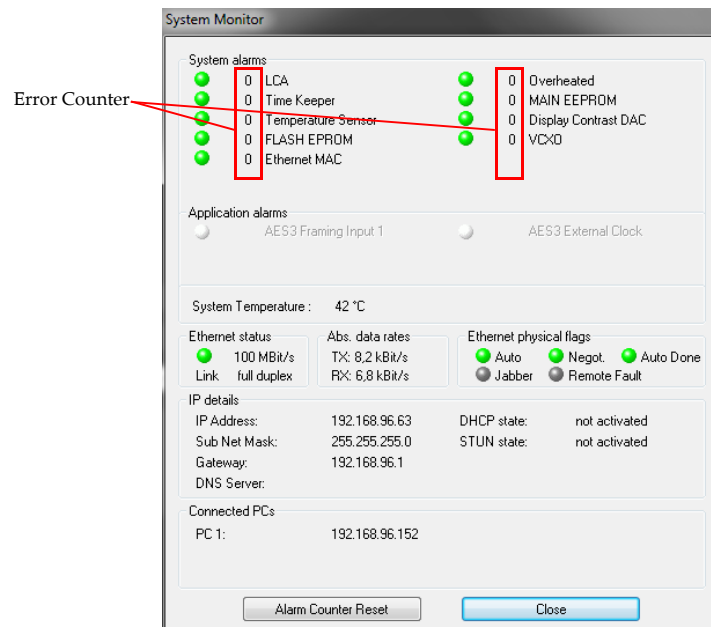 System Monitor
System alarms
0 LCA
0 Overheated
Error Counter
0 Time Keeper
0 MAIN EEPROM
0 Temperature Sensor
0 Display Contrast DAC
0 FLASH EPROM
0 VCXO
0 Ethernet MAC
Application alarms
AES3 Framing Input 1
AES3 External Clock
System Temperature : 42 °C
Ethernet status
Abs. data rates
Ethernet physical flags
100 MBit/s
TX: 8,2 kBit/s
Auto
Negot.
Auto Done
Link full duplex
RX: 6,8 kBit/s
Jabber
Remote Fault
IP details
IP Address: 192.168.96.63
DHCP state: not activated
Sub Net Mask: 255.255.255.0
STUN state: not activated
Gateway: 192.168.96.1
DNS Server:
Connected PCs
PC 1: 192.168.96.152
Alarm Counter Reset
Close